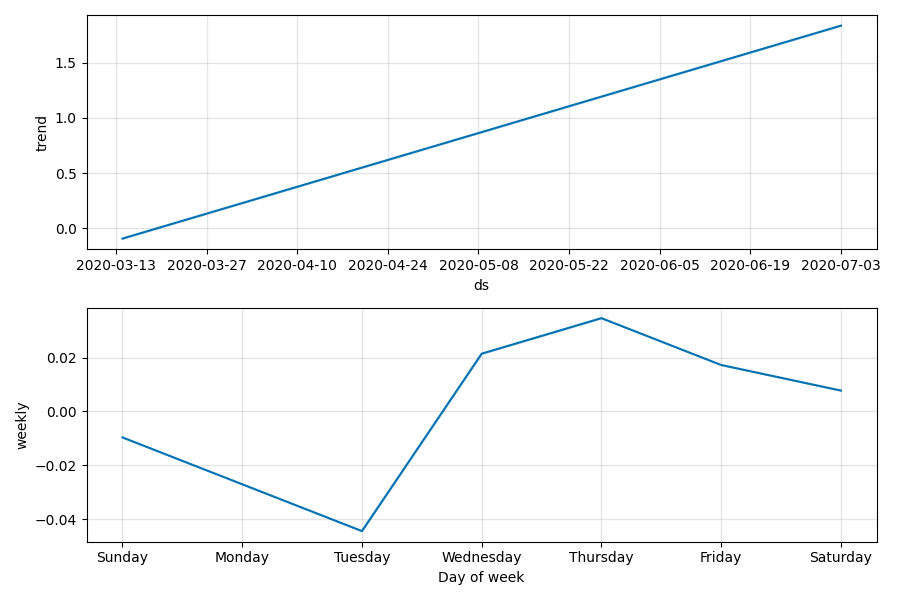 1.5
1.0
trend
0.5
0.0
2020-03-13 2020-03-27 2020-04-10 2020-04-24 2020-05-08 2020-05-22 2020-06-05 2020-06-19 2020-07-03
ds
0.02
0.00
weekly
−0.02
−0.04
Sunday Monday Tuesday Wednesday Thursday Friday Saturday
Day of week